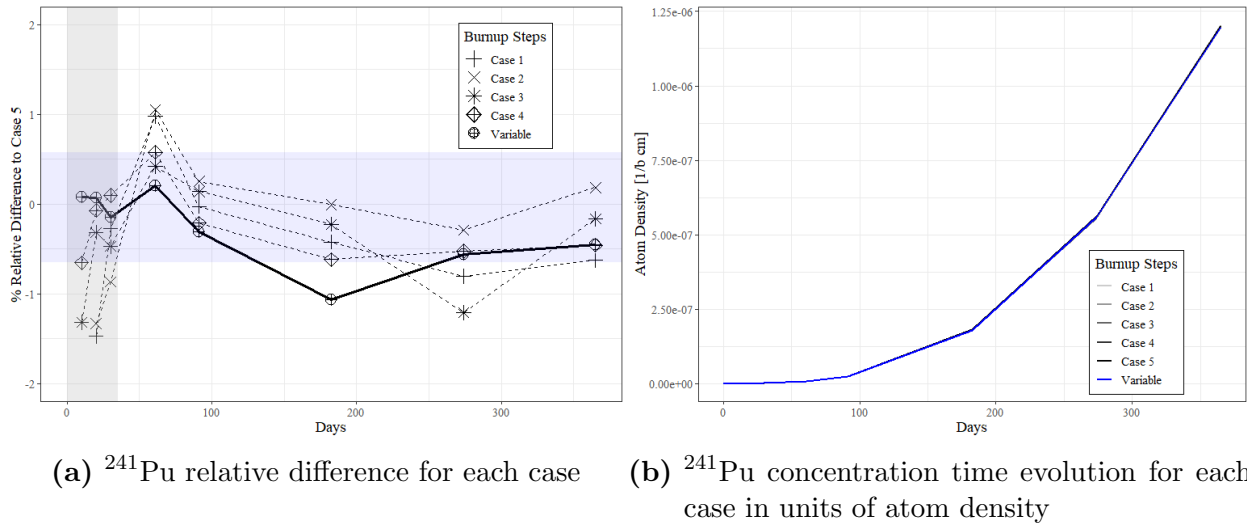 2
1
0
-1
-2
% Relative Difference to Case 5
0
100
200
300
Days
Burnup Steps
Case 1
Case 2
Case 3
Case 4
Variable
1.25e-06
1.00e-06
7.50e-07
5.00e-07
2.50e-07
0.00e+00
Atom Density [1/b cm]
0
100
200
300
Days
Burnup Steps
Case 1
Case 2
Case 3
Case 4
Case 5
Variable
(a) ²⁴¹Pu relative difference for each case
(b) ²⁴¹Pu concentration time evolution for each
case in units of atom density